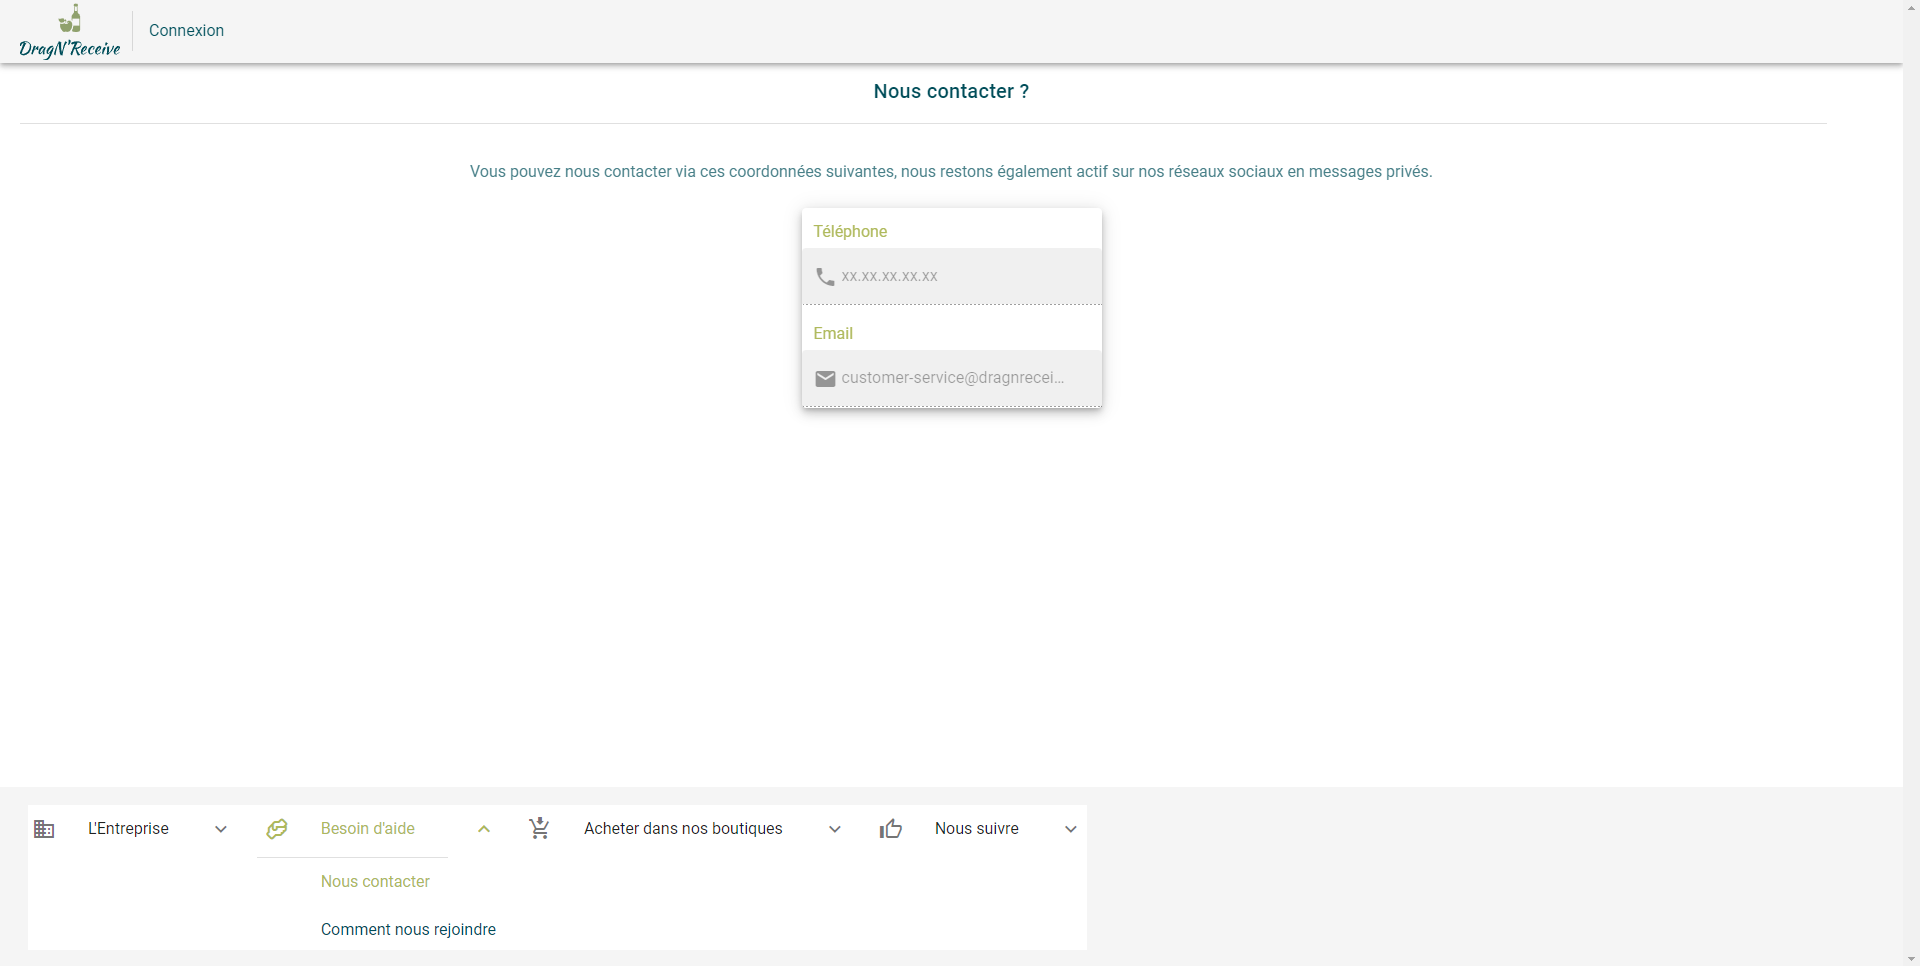 DragN'Receive
Connexion
Nous contacter ?
Vous pouvez nous contacter via ces coordonnées suivantes, nous restons également actif sur nos réseaux sociaux en messages privés.
Téléphone
xx.xx.xx.xx.xx
Email
customer-service@dragnrecei...
L'Entreprise
Besoin d'aide
Acheter dans nos boutiques
Nous suivre
Nous contacter
Comment nous rejoindre